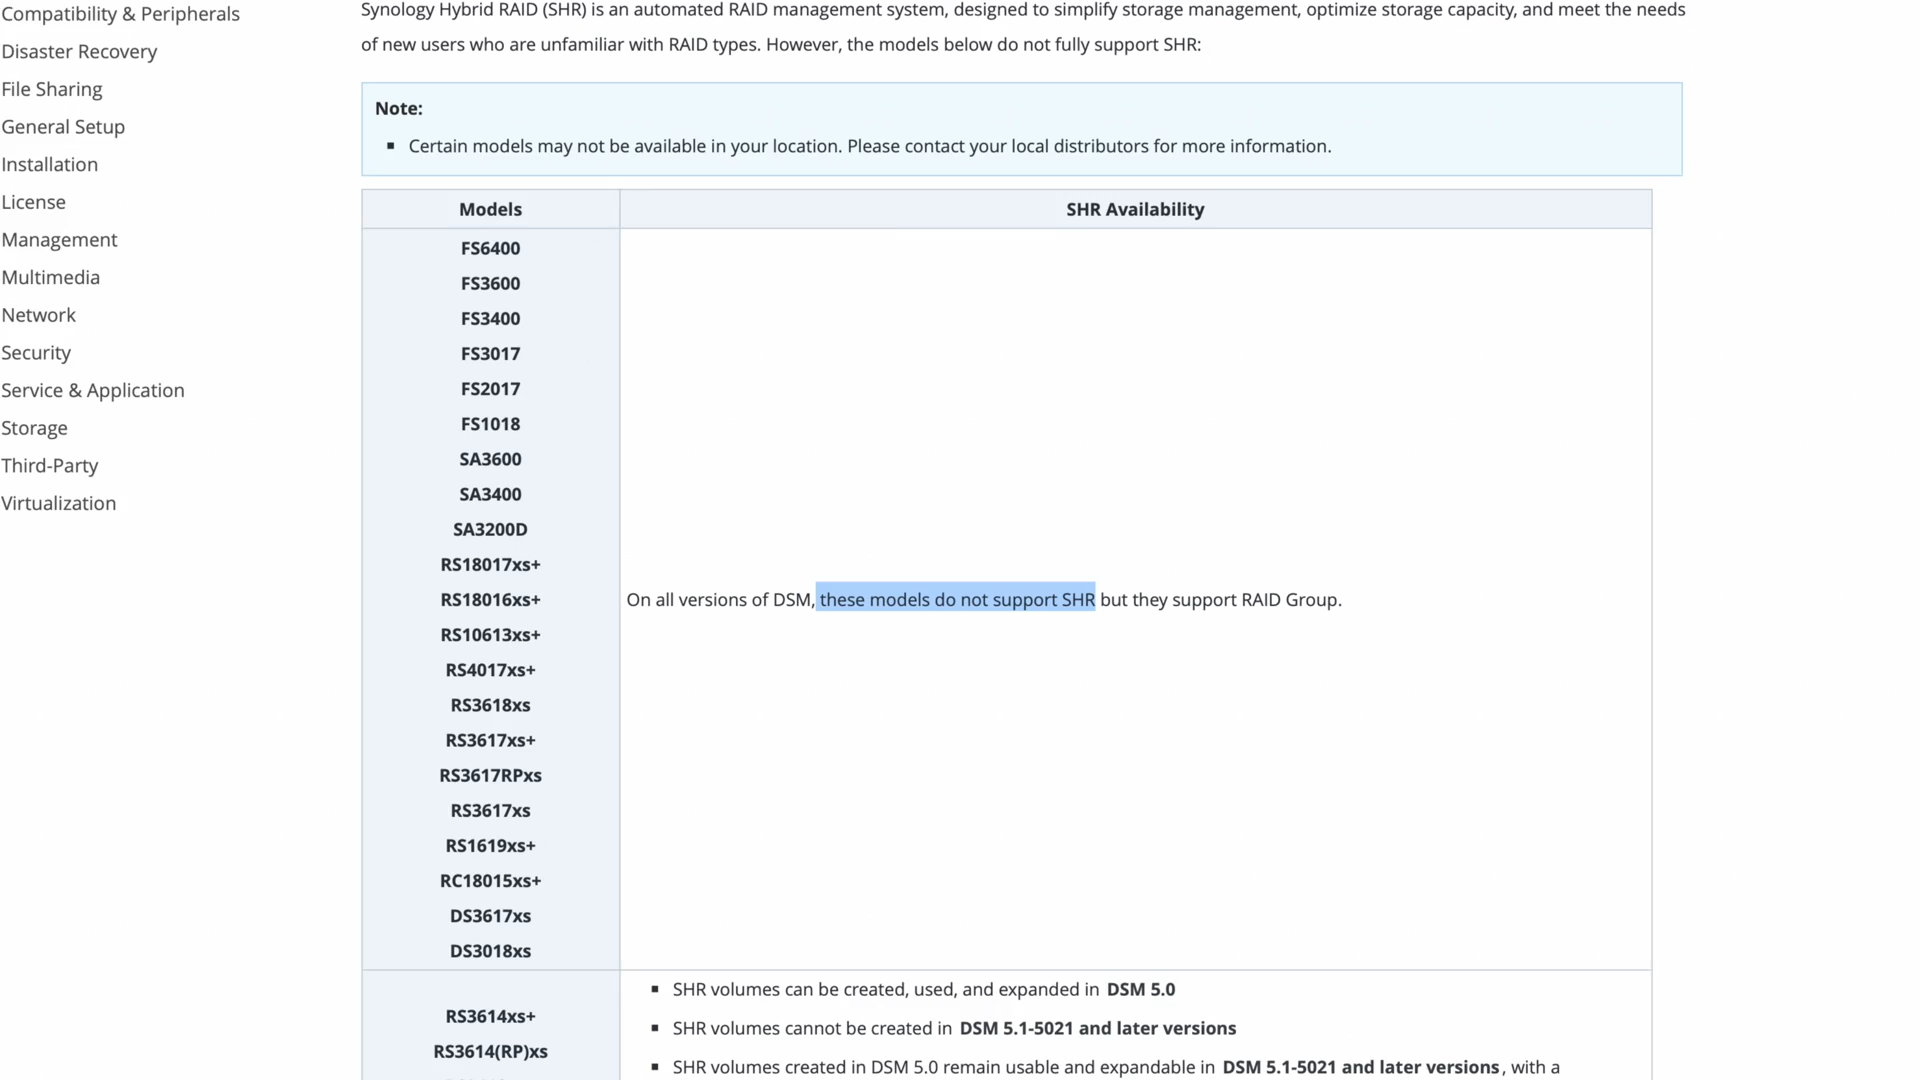 Compatibility & Peripherals
Disaster Recovery
File Sharing
General Setup
Installation
License
Management
Multimedia
Network
Security
Service & Application
Storage
Third-Party
Virtualization
Synology Hybrid RAID (SHR) is an automated RAID management system, designed to simplify storage management, optimize storage capacity, and meet the needs
of new users who are unfamiliar with RAID types. However, the models below do not fully support SHR:
Note:
▪ Certain models may not be available in your location. Please contact your local distributors for more information.
Models SHR Availability
FS6400
FS3600
FS3400
FS3017
FS2017
FS1018
SA3600
SA3400
SA3200D
RS18017xs+
RS18016xs+
RS10613xs+
RS4017xs+
RS3618xs
RS3617xs+
RS3617RPxs
RS3617xs
RS1619xs+
RC18015xs+
DS3617xs
DS3018xs
On all versions of DSM, these models do not support SHR but they support RAID Group.
RS3614xs+
RS3614(RP)xs
▪ SHR volumes can be created, used, and expanded in DSM 5.0
▪ SHR volumes cannot be created in DSM 5.1-5021 and later versions
▪ SHR volumes created in DSM 5.0 remain usable and expandable in DSM 5.1-5021 and later versions, with a